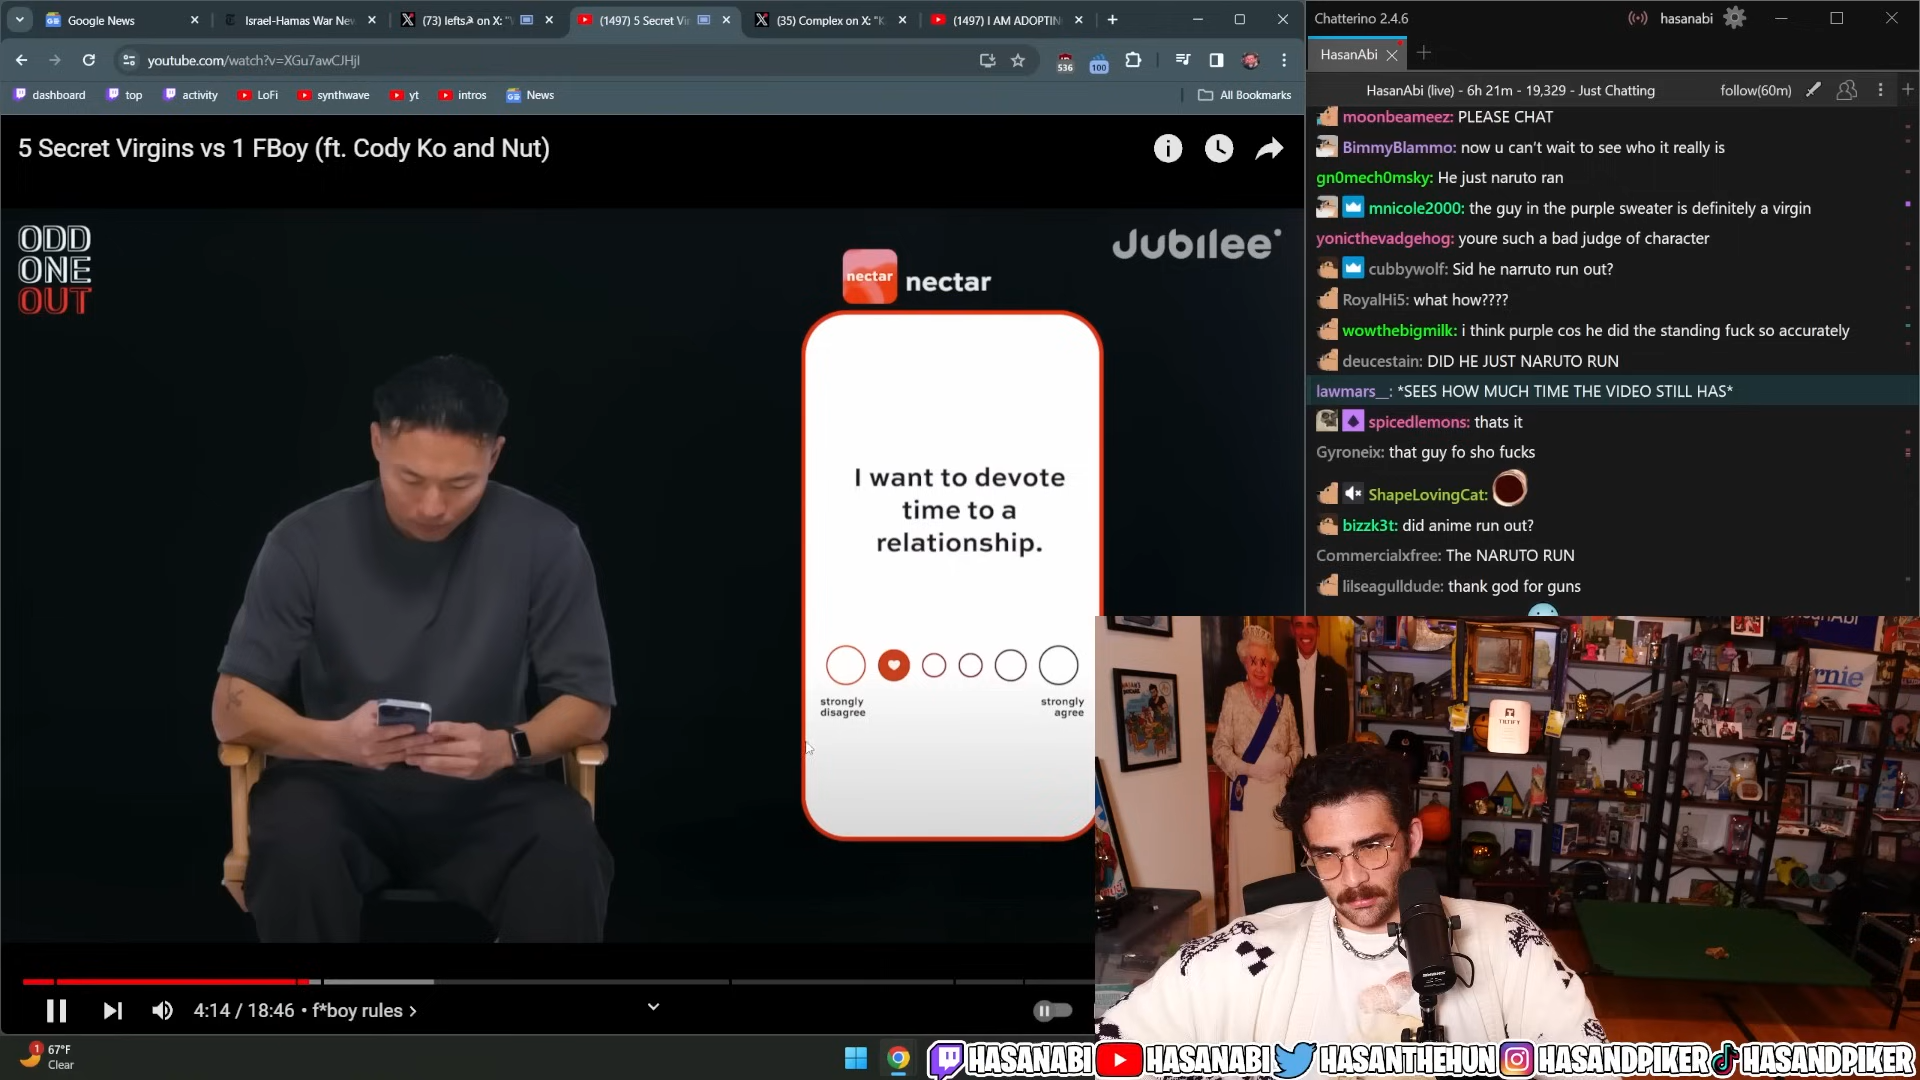 Google News
Israel-Hamas War Nev
(73) lefts on X: "
(1497) 5 Secret Vir
(35) Complex on X: "K
(1497) I AM ADOPTIN
youtube.com/watch?v=XGu7awCJHjI
536
100
dashboard
top
activity
LoFi
synthwave
yt
intros
News
All Bookmarks
5 Secret Virgins vs 1 FBoy (ft. Cody Ko and Nut)
ODD
ONE
OUT
Jubilee
nectar
nectar
I want to devote
time to a
relationship.
strongly
disagree
strongly
agree
4:14 / 18:46 • f*boy rules >
1
67°F
Clear
Chatterino 2.4.6
hasanabi
HasanAbi
HasanAbi (live) - 6h 21m - 19,329 - Just Chatting
follow(60m)
moonbeameez: PLEASE CHAT
BimmyBlammo: now u can't wait to see who it really is
gn0mech0msky: He just naruto ran
mnicole2000: the guy in the purple sweater is definitely a virgin
yonicthevadgehog: youre such a bad judge of character
cubbywolf: Sid he narruto run out?
RoyalHi5: what how????
wowthebigmilk: i think purple cos he did the standing fuck so accurately
deucestain: DID HE JUST NARUTO RUN
lawmars__: *SEES HOW MUCH TIME THE VIDEO STILL HAS*
spicedlemons: thats it
Gyroneix: that guy fo sho fucks
ShapeLovingCat:
bizzk3t: did anime run out?
Commercialxfree: The NARUTO RUN
lilseagulldude: thank god for guns
ernie
HASANABI
HASANABI
HASANTHEHUN
HASANDPIKER
HASANDPIKER